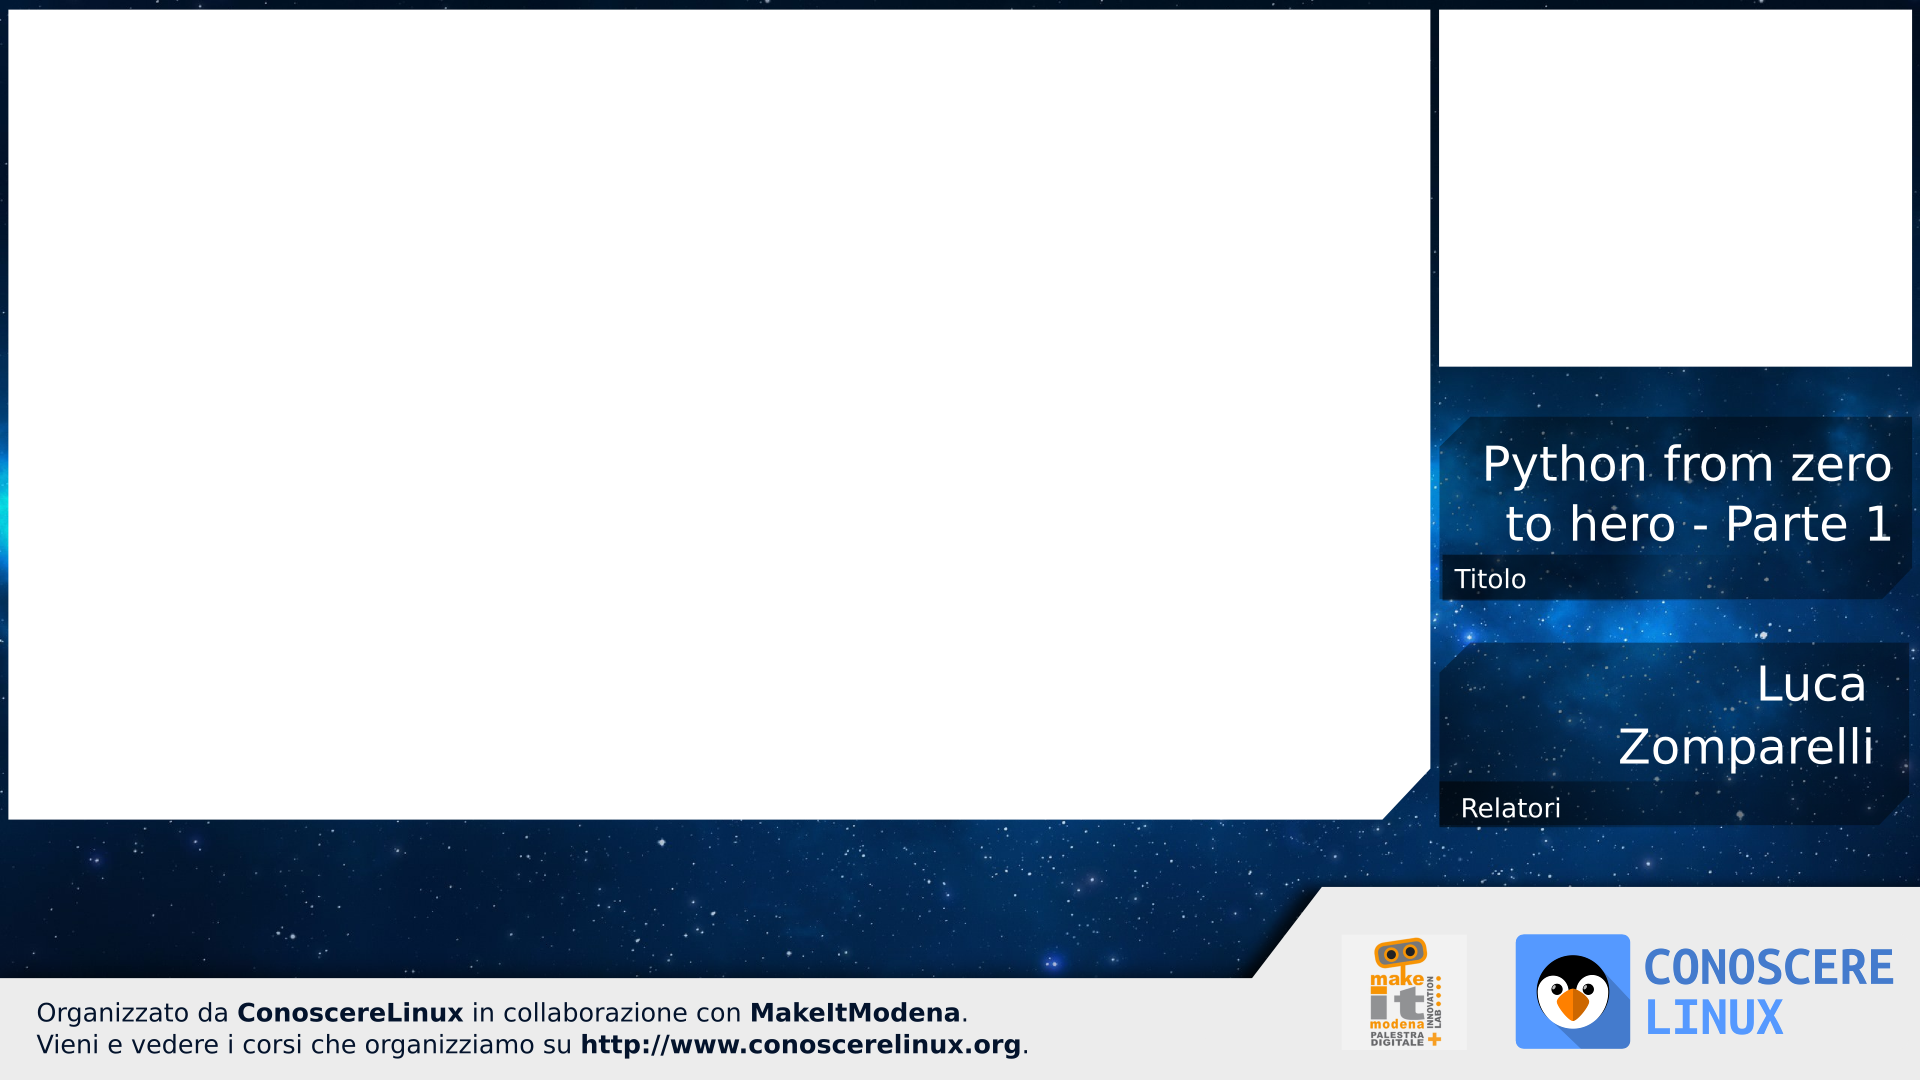 Python from zero
to hero - Parte 1
Titolo
Luca
Zomparelli
Relatori
make
it
modena
INNOVATION
LAB
PALESTRA
DIGITALE +
CONOSCERE
LINUX
Organizzato da ConoscereLinux in collaborazione con MakeItModena.
Vieni e vedere i corsi che organizziamo su http://www.conoscerelinux.org.